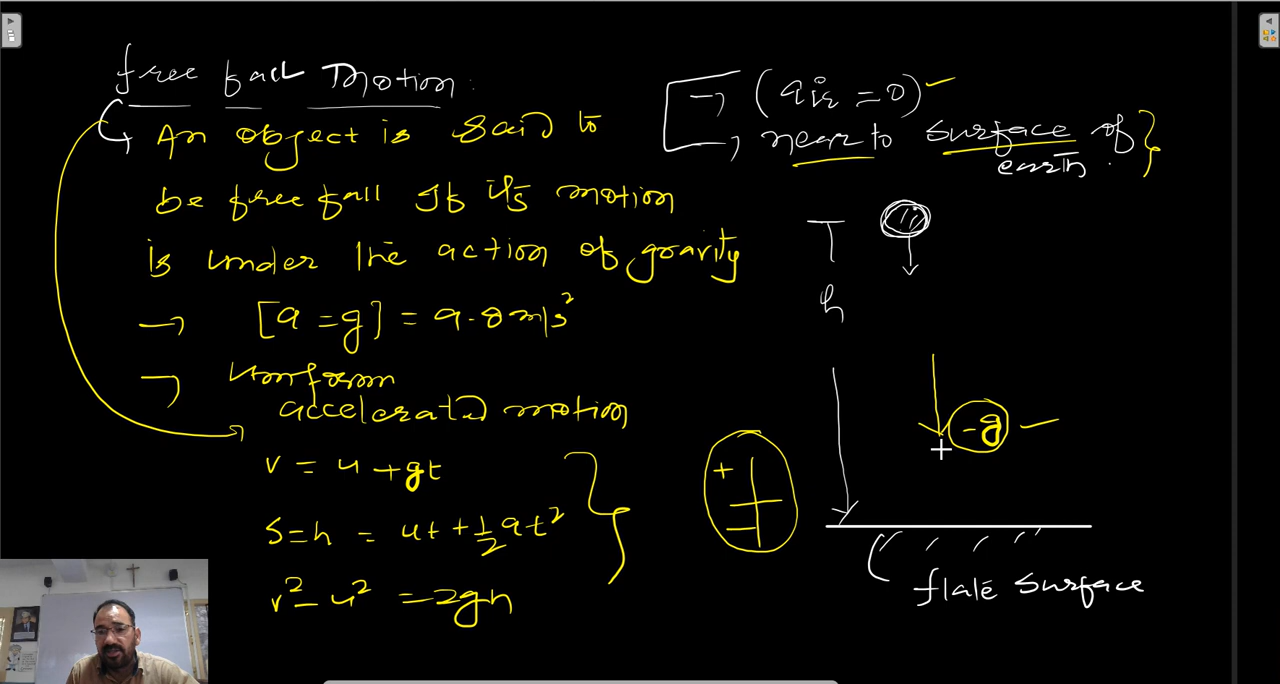 free fall Motion:
An object is said to
be free fall If its motion
is under the action of gravity
→ [a = g] = 9.8 m/s²
→ Uniform
accelerated motion
v = u + gt
S = h = ut + ½ at²
v² - u² = 2gh
→ (air = 0)
→ near to surface of
earth.
h
- g
+
-
flate surface